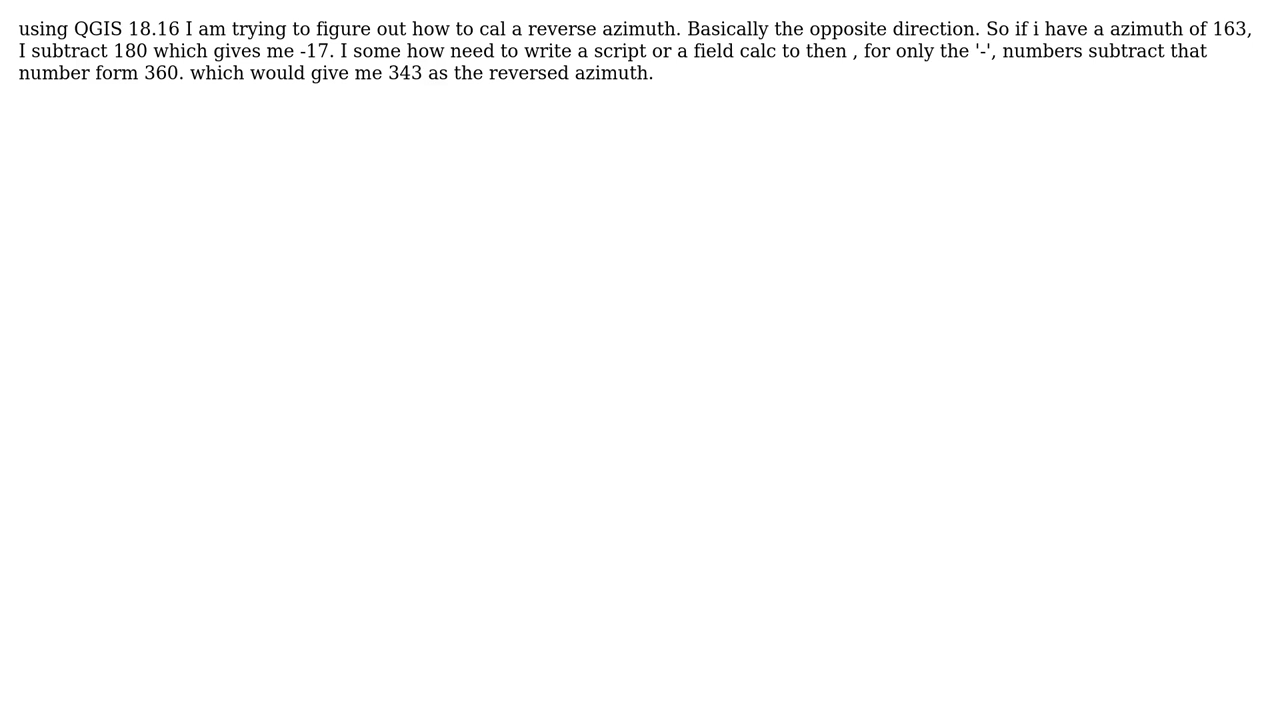 using QGIS 18.16 I am trying to figure out how to cal a reverse azimuth. Basically the opposite direction. So if i have a azimuth of 163,
I subtract 180 which gives me -17. I some how need to write a script or a field calc to then , for only the '-', numbers subtract that
number form 360. which would give me 343 as the reversed azimuth.